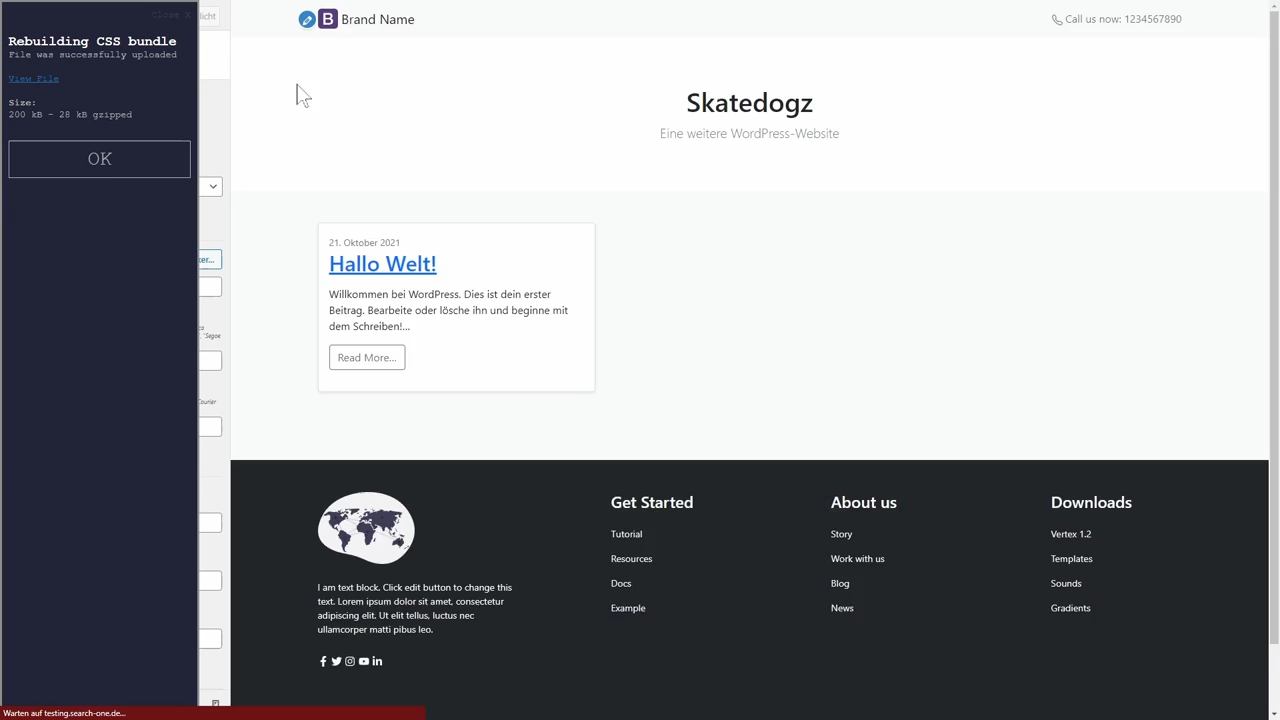 Close X
licht
Rebuilding CSS bundle
File was successfully uploaded
View File
Size:
200 kB - 28 kB gzipped
OK
ker...
"Segoe
Courier
Warten auf testing.search-one.de...
B Brand Name
Call us now: 1234567890
Skatedogz
Eine weitere WordPress-Website
21. Oktober 2021
Hallo Welt!
Willkommen bei WordPress. Dies ist dein erster
Beitrag. Bearbeite oder lösche ihn und beginne mit
dem Schreiben!...
Read More...
I am text block. Click edit button to change this
text. Lorem ipsum dolor sit amet, consectetur
adipiscing elit. Ut elit tellus, luctus nec
ullamcorper matti pibus leo.
Get Started
Tutorial
Resources
Docs
Example
About us
Story
Work with us
Blog
News
Downloads
Vertex 1.2
Templates
Sounds
Gradients